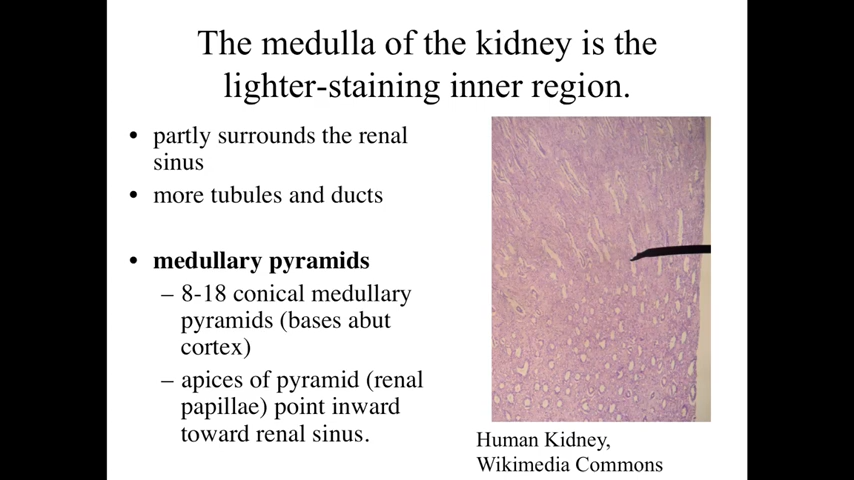 The medulla of the kidney is the
lighter-staining inner region.
• partly surrounds the renal
sinus
• more tubules and ducts
• medullary pyramids
– 8-18 conical medullary
pyramids (bases abut
cortex)
– apices of pyramid (renal
papillae) point inward
toward renal sinus.
Human Kidney,
Wikimedia Commons